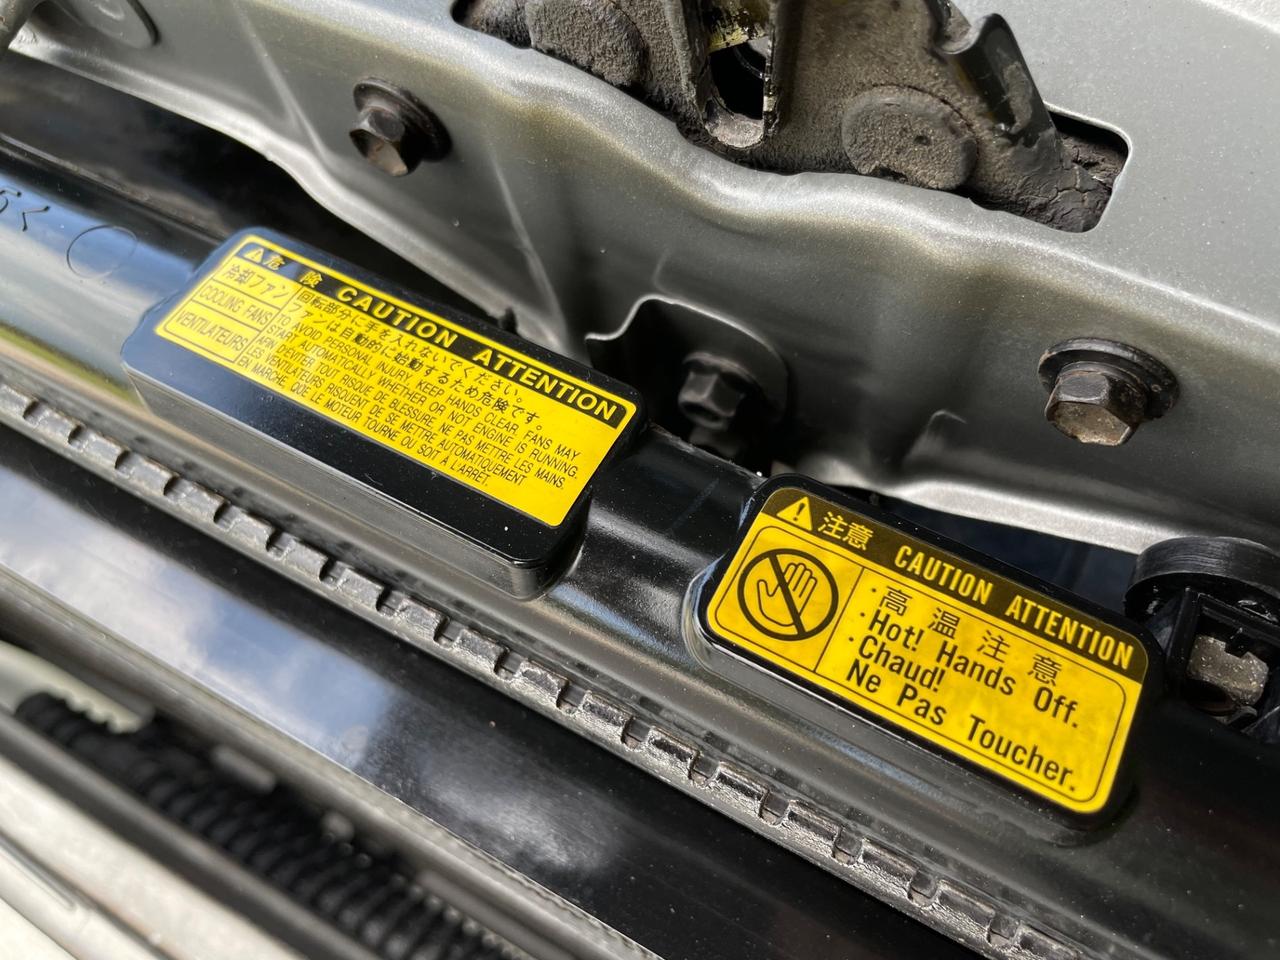 5<
危険 CAUTION ATTENTION
冷却ファン
COOLING FANS
VENTILATEURS
回転部分に手を入れないでください。
ファンは自動的に始動するため危険です。
TO AVOID PERSONAL INJURY, KEEP HANDS CLEAR. FANS MAY
START AUTOMATICALLY WHETHER OR NOT ENGINE IS RUNNING.
AFIN D'EVITER TOUT RISQUE DE BLESSURE, NE PAS METTRE LES MAINS.
LES VENTILATEURS RISQUENT DE SE METTRE AUTOMATIQUEMENT
EN MARCHE QUE LE MOTEUR TOURNE OU SOIT À L'ARRET.
注意 CAUTION ATTENTION
・高温注意
・Hot! Hands Off.
・Chaud!
Ne Pas Toucher.